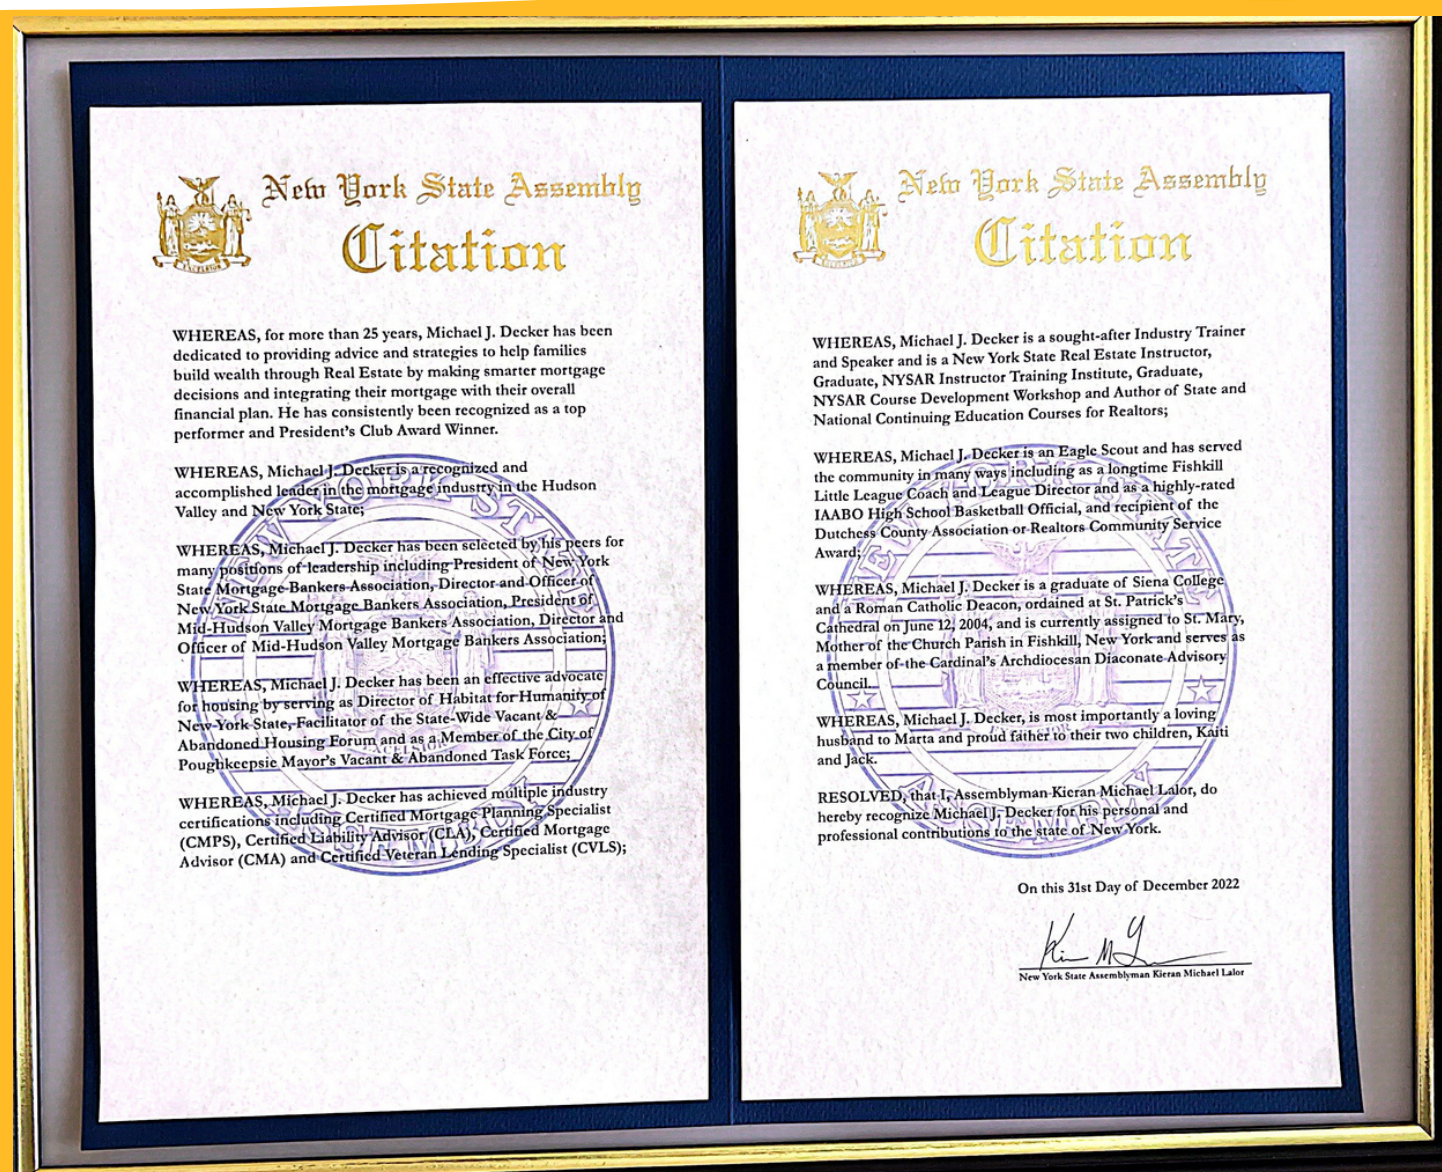 New York State Assembly
Citation
EXCELSIOR
WHEREAS, for more than 25 years, Michael J. Decker has been
dedicated to providing advice and strategies to help families
build wealth through Real Estate by making smarter mortgage
decisions and integrating their mortgage with their overall
financial plan. He has consistently been recognized as a top
performer and President's Club Award Winner.
WHEREAS, Michael J. Decker is a recognized and
accomplished leader in the mortgage industry in the Hudson
Valley and New York State;
WHEREAS, Michael J. Decker has been selected by his peers for
many positions of leadership including President of New York
State Mortgage Bankers Association, Director and Officer of
New York State Mortgage Bankers Association, President of
Mid-Hudson Valley Mortgage Bankers Association, Director and
Officer of Mid-Hudson Valley Mortgage Bankers Association;
WHEREAS, Michael J. Decker has been an effective advocate
for housing by serving as Director of Habitat for Humanity of
New York State, Facilitator of the State-Wide Vacant &
Abandoned Housing Forum and as a Member of the City of
Poughkeepsie Mayor's Vacant & Abandoned Task Force;
WHEREAS, Michael J. Decker has achieved multiple industry
certifications including Certified Mortgage Planning Specialist
(CMPS), Certified Liability Advisor (CLA), Certified Mortgage
Advisor (CMA) and Certified Veteran Lending Specialist (CVLS);
NEW YORK STATE
EXCELSIOR
ASSEMBLY
New York State Assembly
Citation
EXCELSIOR
WHEREAS, Michael J. Decker is a sought-after Industry Trainer
and Speaker and is a New York State Real Estate Instructor,
Graduate, NYSAR Instructor Training Institute, Graduate,
NYSAR Course Development Workshop and Author of State and
National Continuing Education Courses for Realtors;
WHEREAS, Michael J. Decker is an Eagle Scout and has served
the community in many ways including as a longtime Fishkill
Little League Coach and League Director and as a highly-rated
IAABO High School Basketball Official, and recipient of the
Dutchess County Association or Realtors Community Service
Award;
WHEREAS, Michael J. Decker is a graduate of Siena College
and a Roman Catholic Deacon, ordained at St. Patrick's
Cathedral on June 12, 2004, and is currently assigned to St. Mary,
Mother of the Church Parish in Fishkill, New York and serves as
a member of the Cardinal's Archdiocesan Diaconate Advisory
Council.
WHEREAS, Michael J. Decker, is most importantly a loving
husband to Marta and proud father to their two children, Kaiti
and Jack.
RESOLVED, that I, Assemblyman Kieran Michael Lalor, do
hereby recognize Michael J. Decker for his personal and
professional contributions to the state of New York.
NEW YORK STATE
ASSEMBLY
On this 31st Day of December 2022
New York State Assemblyman Kieran Michael Lalor